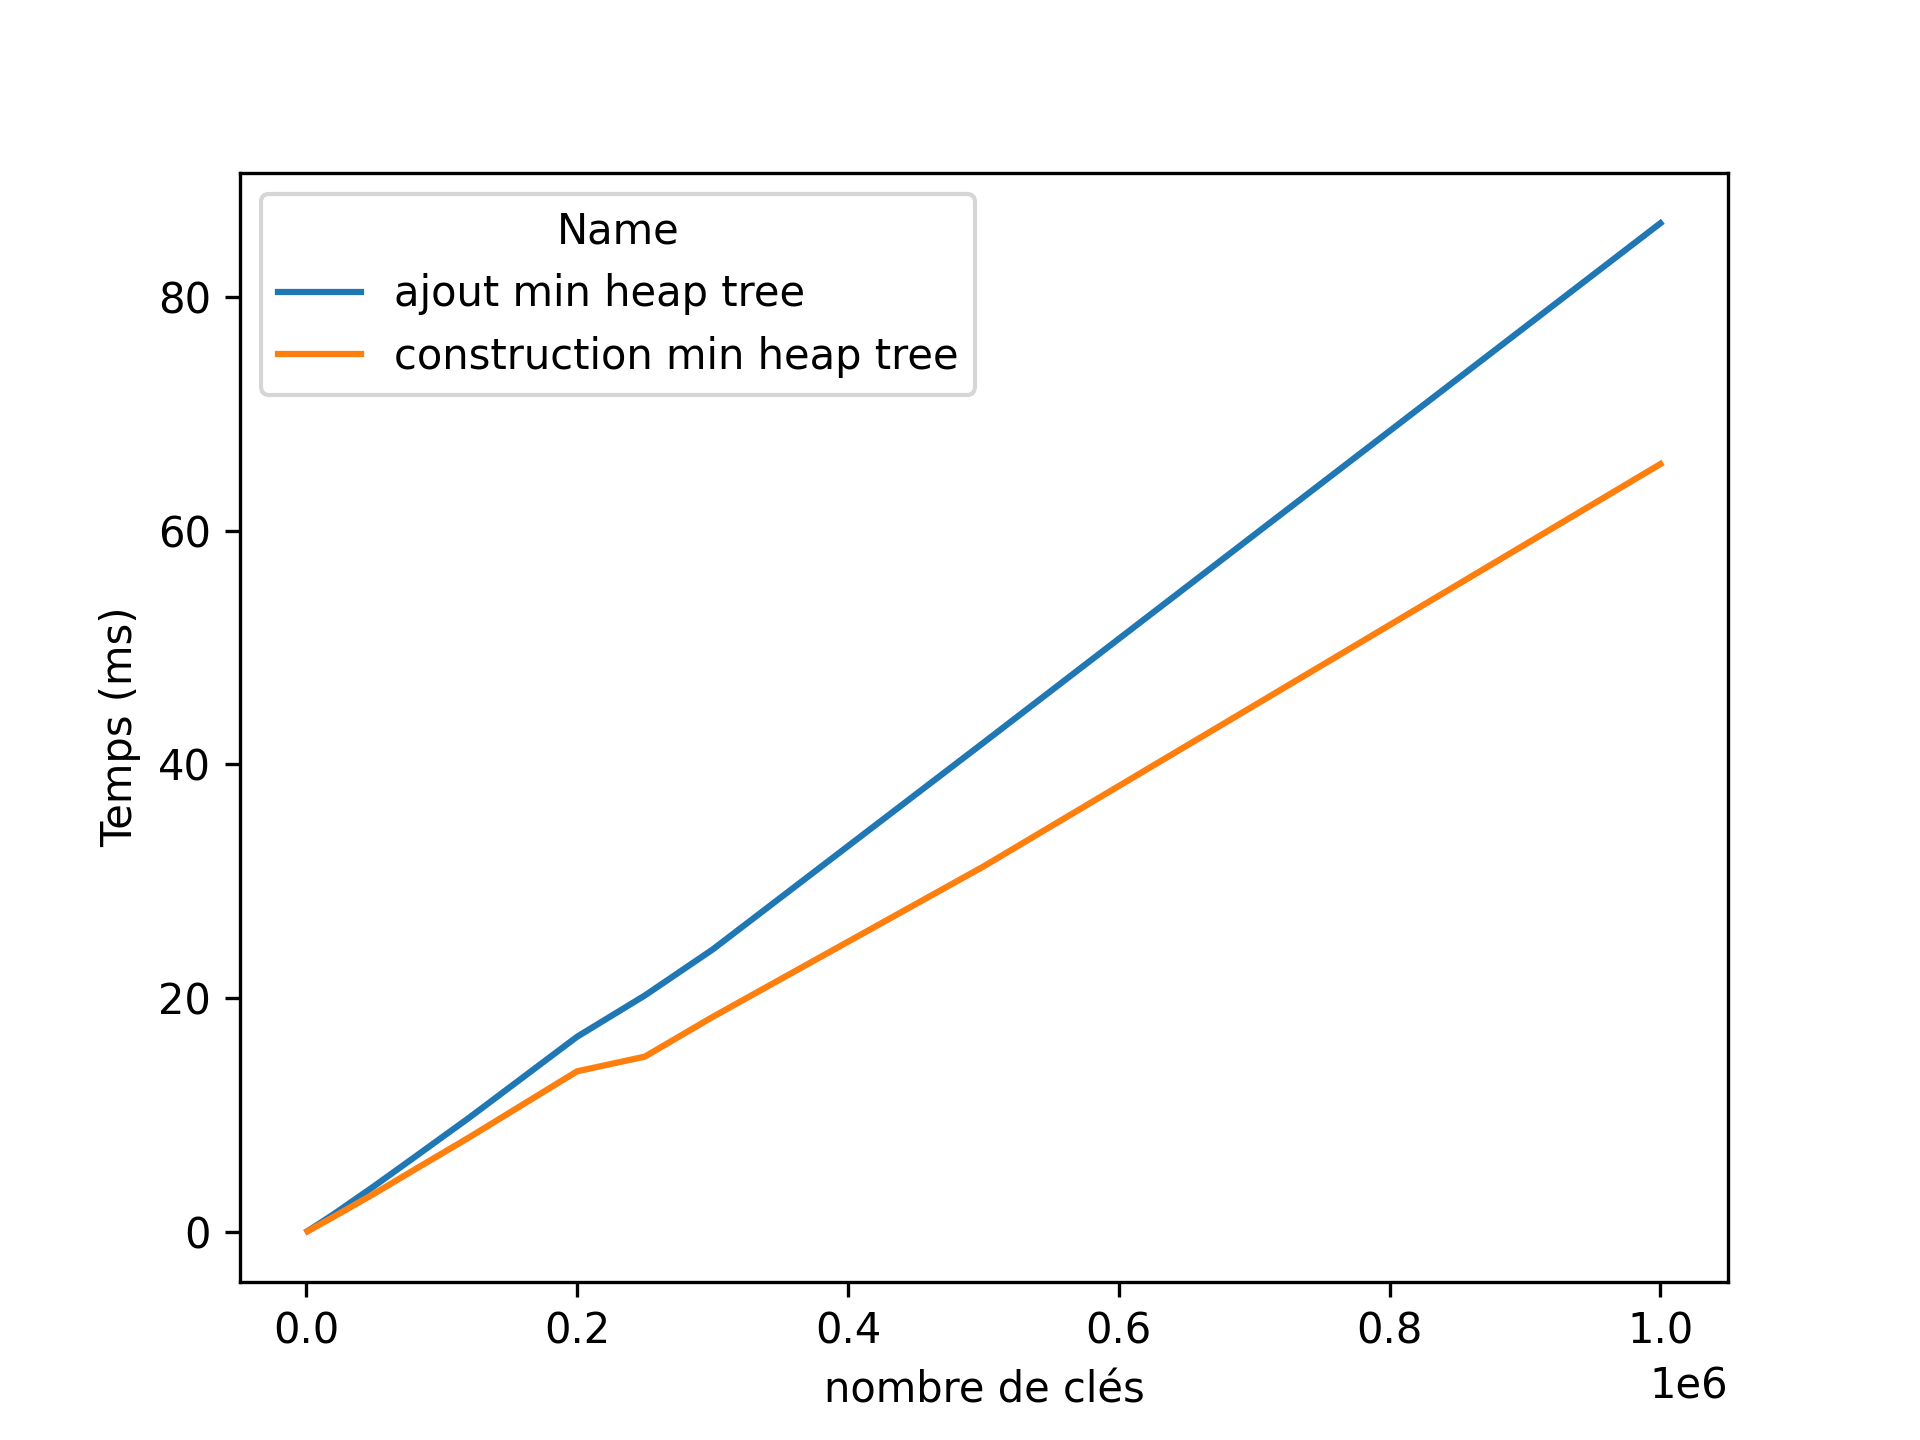 Name
ajout min heap tree
construction min heap tree
80
60
40
20
0
Temps (ms)
0.0 0.2 0.4 0.6 0.8 1.0
1e6
nombre de clés